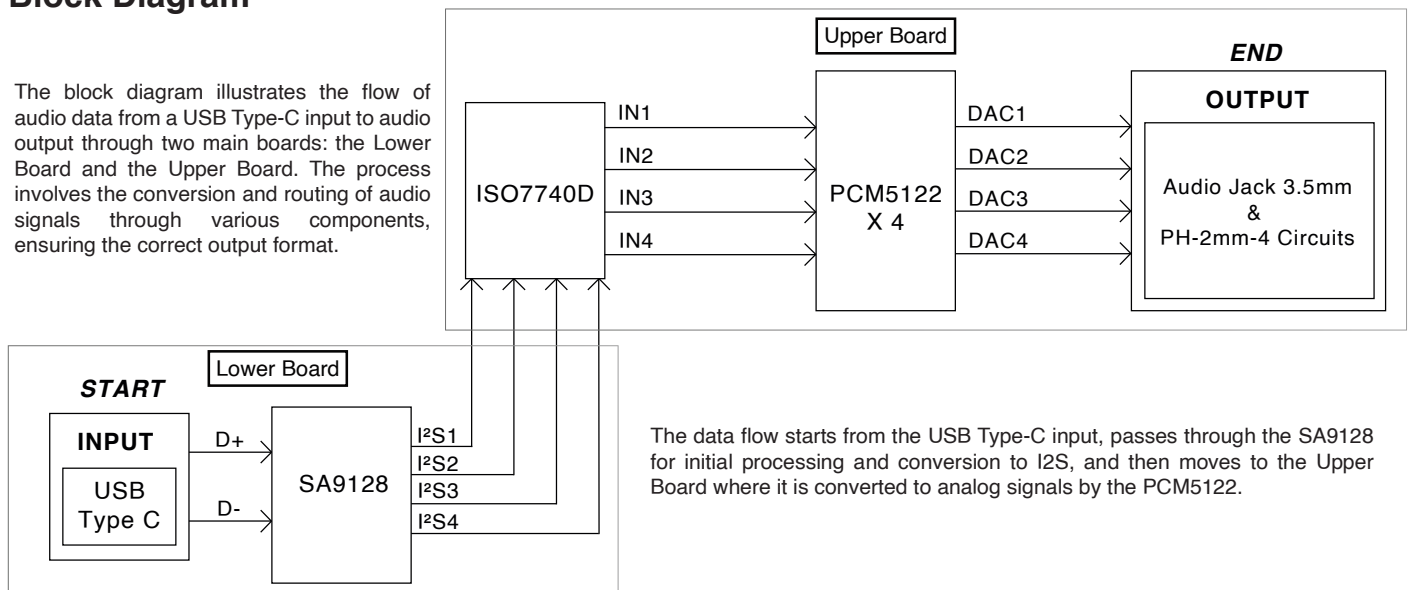 Block Diagram
The block diagram illustrates the flow of
audio data from a USB Type-C input to audio
output through two main boards: the Lower
Board and the Upper Board. The process
involves the conversion and routing of audio
signals through various components,
ensuring the correct output format.
Upper Board
ISO7740D
IN1
IN2
IN3
IN4
PCM5122
X 4
DAC1
DAC2
DAC3
DAC4
END
OUTPUT
Audio Jack 3.5mm
&
PH-2mm-4 Circuits
Lower Board
START
INPUT
USB
Type C
D+
D-
SA9128
I²S1
I²S2
I²S3
I²S4
The data flow starts from the USB Type-C input, passes through the SA9128
for initial processing and conversion to I2S, and then moves to the Upper
Board where it is converted to analog signals by the PCM5122.